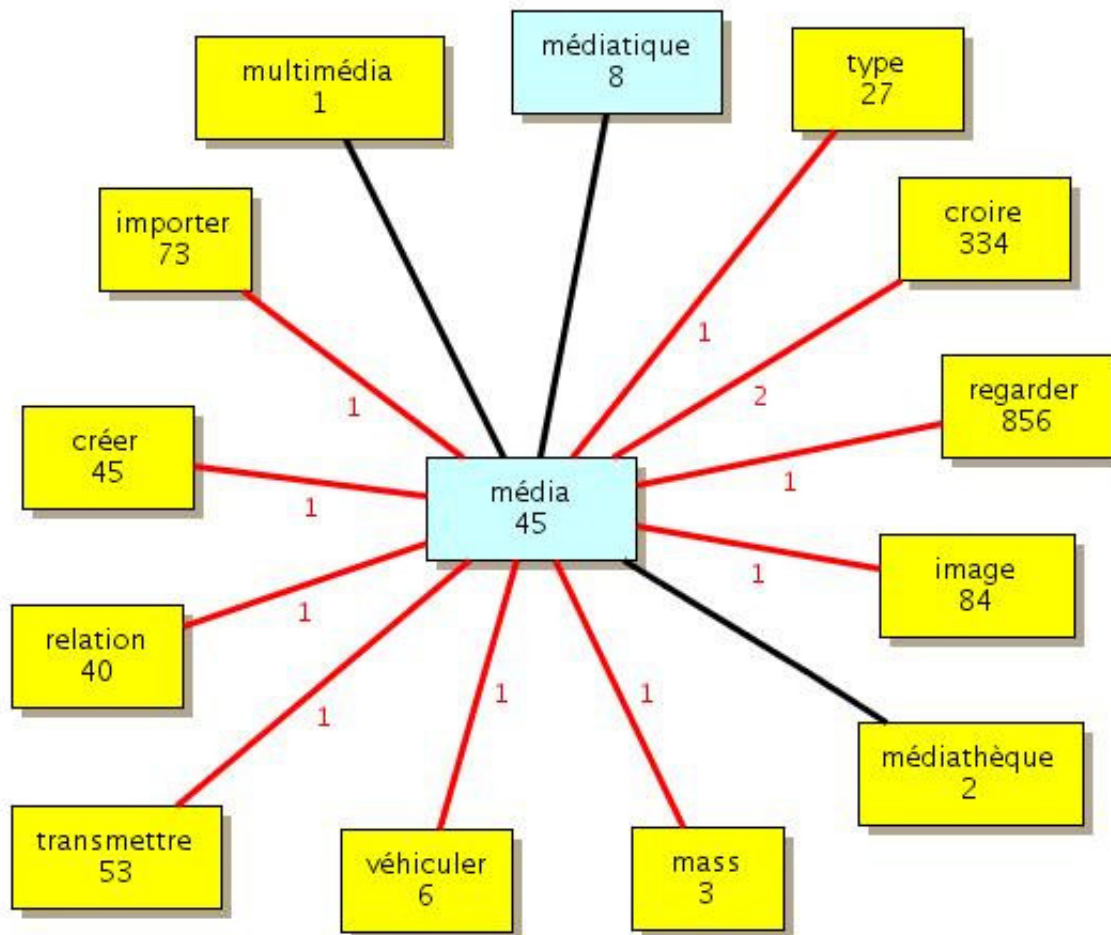 multimédia
1
médiatique
8
type
27
importer
73
croire
334
1
2
1
regarder
856
créer
45
1
média
45
1
image
84
1
relation
40
1
1
1
1
médiathèque
2
transmettre
53
véhiculer
6
mass
3